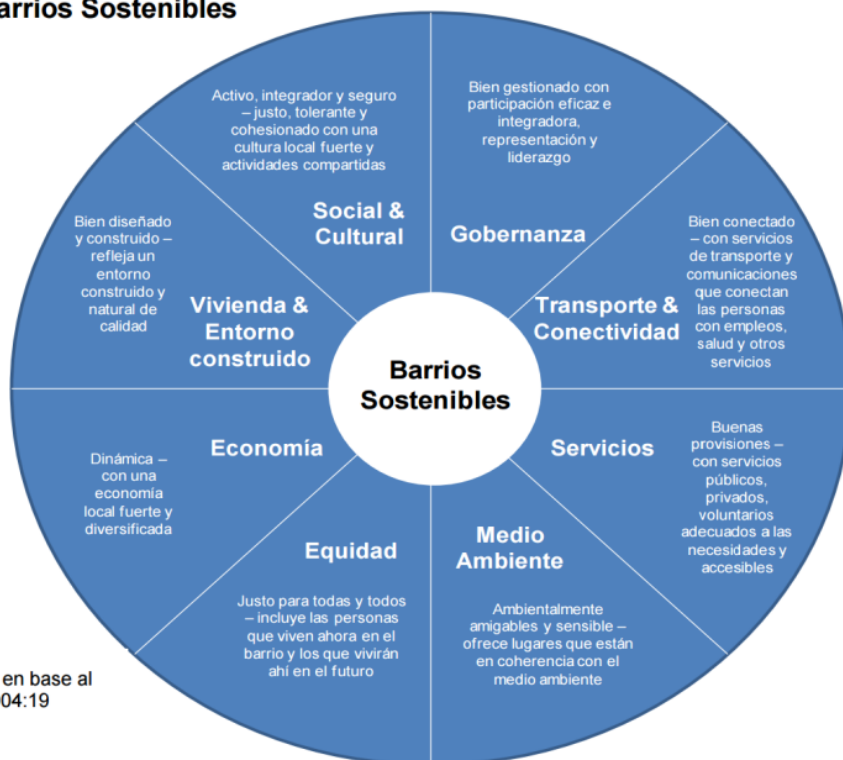 arrios Sostenibles
Activo, integrador y seguro
– justo, tolerante y
cohesionado con una
cultura local fuerte y
actividades compartidas
Social &
Cultural
Bien gestionado con
participación eficaz e
integradora,
representación y
liderazgo
Gobernanza
Bien conectado
– con servicios
de transporte y
comunicaciones
que conectan
las personas
con empleos,
salud y otros
servicios
Transporte &
Conectividad
Bien diseñado
y construido –
refleja un
entorno
construido y
natural de
calidad
Vivienda &
Entorno
construido
Barrios
Sostenibles
Economía
Dinámica –
con una
economía
local fuerte y
diversificada
Servicios
Buenas
provisiones –
con servicios
públicos,
privados,
voluntarios
adecuados a las
necesidades y
accesibles
Equidad
Justo para todas y todos
– incluye las personas
que viven ahora en el
barrio y los que vivirán
ahí en el futuro
Medio
Ambiente
Ambientalmente
amigables y sensible –
ofrece lugares que están
en coherencia con el
medio ambiente
en base al
04:19